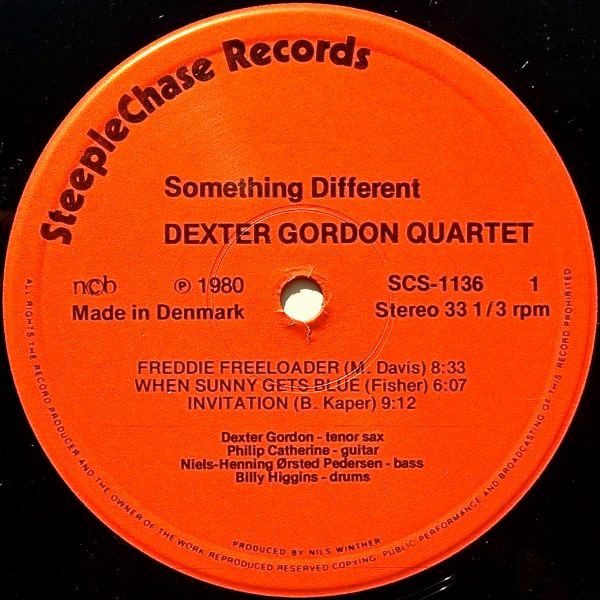 SteepleChase Records
Something Different
DEXTER GORDON QUARTET
ncb ℗ 1980 SCS-1136 1
Made in Denmark Stereo 33 1/3 rpm
FREDDIE FREELOADER (M. Davis) 8:33
WHEN SUNNY GETS BLUE (Fisher) 6:07
INVITATION (B. Kaper) 9:12
Dexter Gordon - tenor sax
Philip Catherine - guitar
Niels-Henning Ørsted Pedersen - bass
Billy Higgins - drums
PRODUCED BY NILS WINTHER
ALL RIGHTS THE RECORD PRODUCER AND THE OWNER OF THE WORK REPRODUCED RESERVED COPYING, PUBLIC PERFORMANCE AND BROADCASTING OF THIS RECORD PROHIBITED